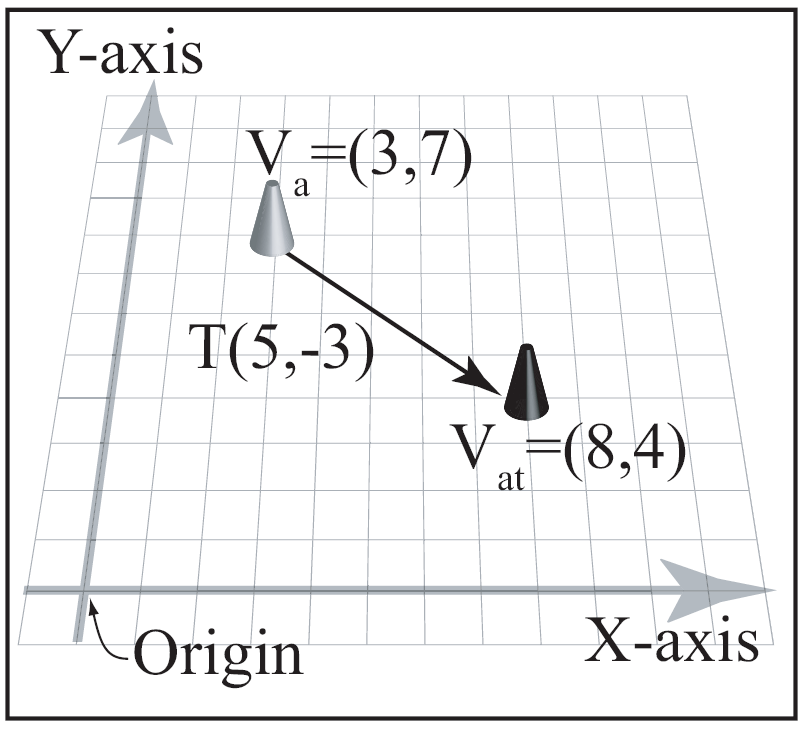 Y-axis
Va=(3,7)
T(5,-3)
Vat=(8,4)
X-axis
Origin